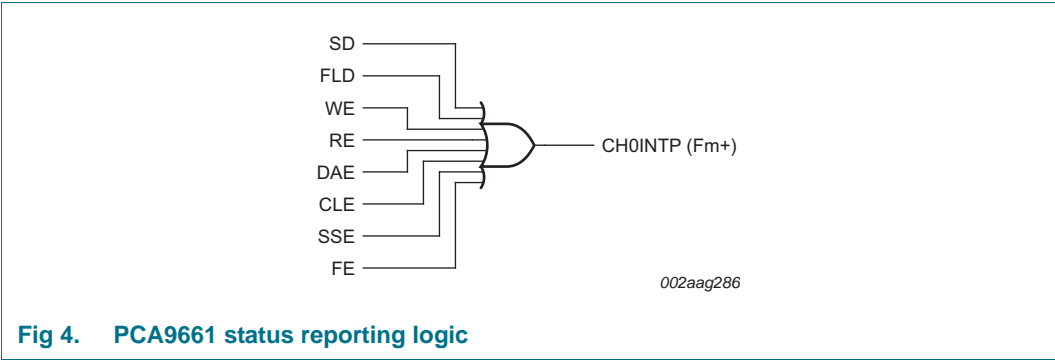 SD
FLD
WE
RE
DAE
CLE
SSE
FE
CH0INTP (Fm+)
002aag286
Fig 4. PCA9661 status reporting logic